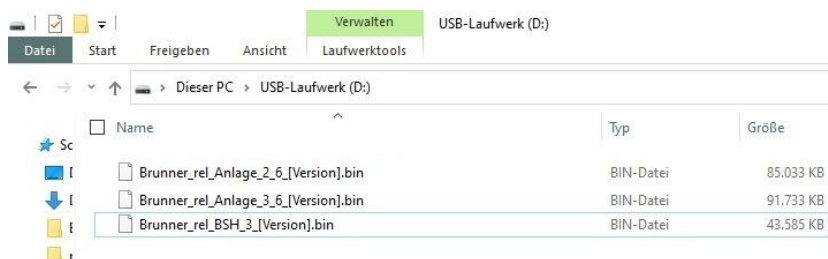 Verwalten USB-Laufwerk (D:)
Datei Start Freigeben Ansicht Laufwerktools
Dieser PC > USB-Laufwerk (D:)
Name Typ Größe
Sc
Brunner_rel_Anlage_2_6_[Version].bin BIN-Datei 85.033 KB
Brunner_rel_Anlage_3_6_[Version].bin BIN-Datei 91.733 KB
Brunner_rel_BSH_3_[Version].bin BIN-Datei 43.585 KB